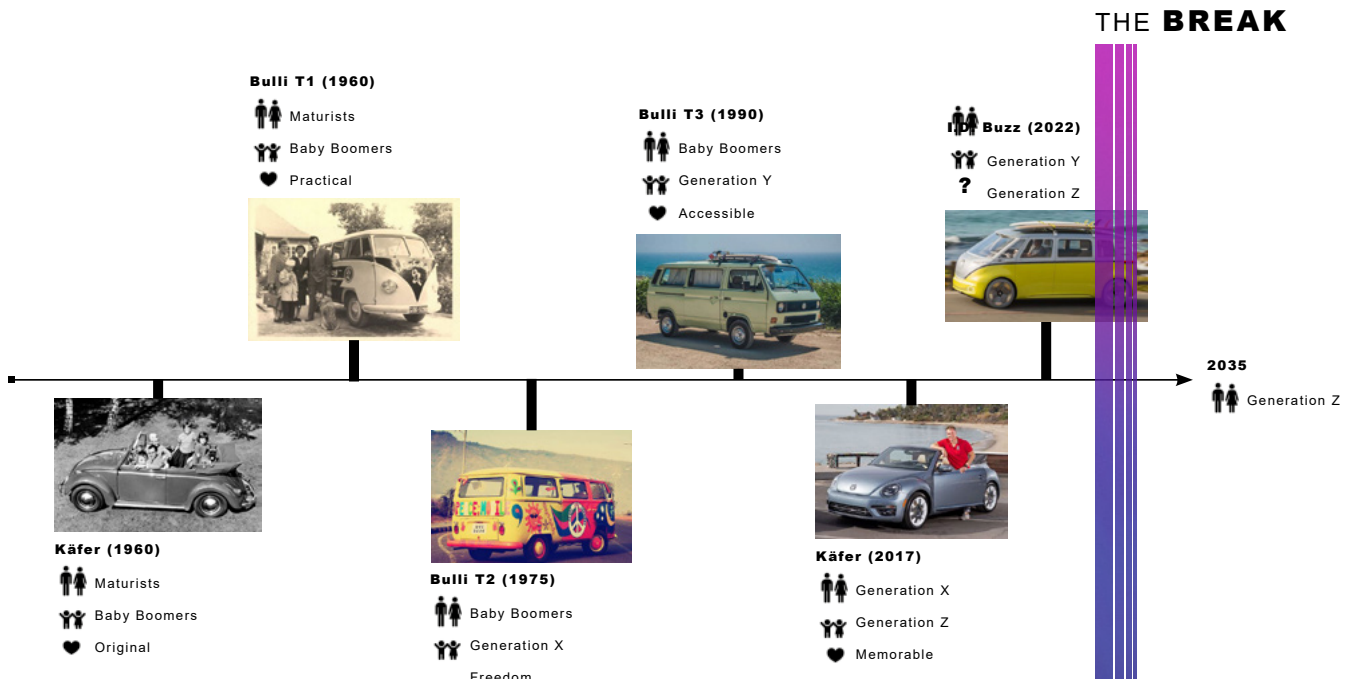 THE BREAK
Bulli T1 (1960)
Maturists
Baby Boomers
Practical
Bulli T3 (1990)
Baby Boomers
Generation Y
Accessible
I.D. Buzz (2022)
Generation Y
?
Generation Z
2035
Generation Z
Käfer (1960)
Maturists
Baby Boomers
Original
Bulli T2 (1975)
Baby Boomers
Generation X
Freedom
Käfer (2017)
Generation X
Generation Z
Memorable